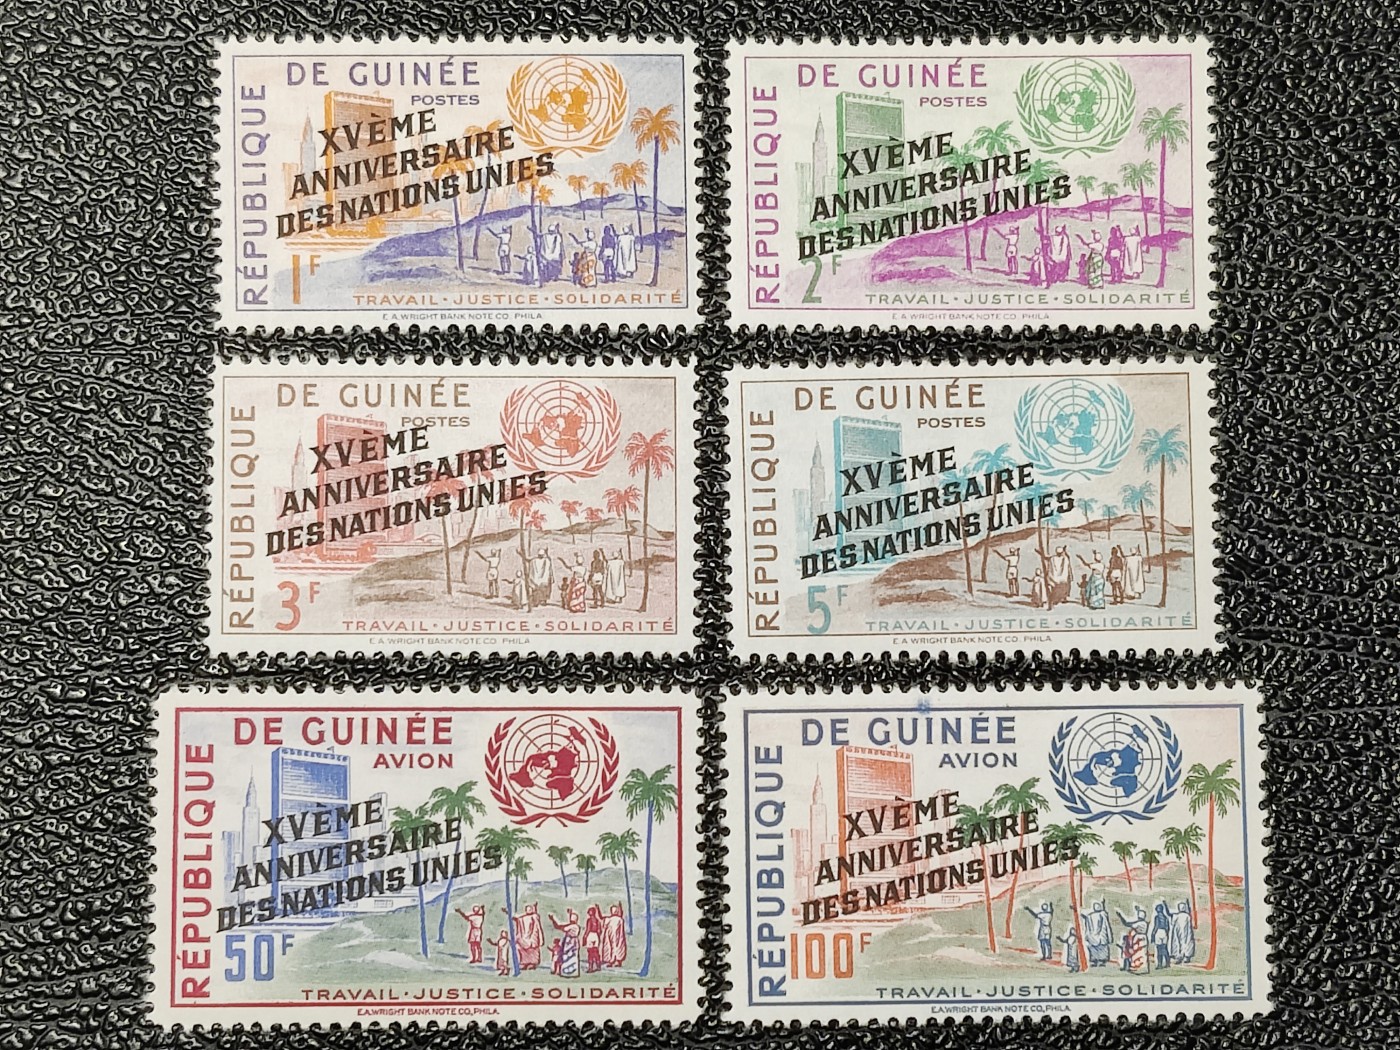 DE GUINÉE
RÉPUBLIQUE
POSTES
XVÈME
ANNIVERSAIRE
DES NATIONS UNIES
1F
TRAVAIL · JUSTICE · SOLIDARITÉ
E.A.WRIGHT BANK NOTE CO. PHILA.
DE GUINÉE
RÉPUBLIQUE
POSTES
XVÈME
ANNIVERSAIRE
DES NATIONS UNIES
2F
TRAVAIL · JUSTICE · SOLIDARITÉ
E.A.WRIGHT BANK NOTE CO. PHILA.
DE GUINÉE
RÉPUBLIQUE
POSTES
XVÈME
ANNIVERSAIRE
DES NATIONS UNIES
3F
TRAVAIL · JUSTICE · SOLIDARITÉ
E.A.WRIGHT BANK NOTE CO. PHILA.
DE GUINÉE
RÉPUBLIQUE
POSTES
XVÈME
ANNIVERSAIRE
DES NATIONS UNIES
5F
TRAVAIL · JUSTICE · SOLIDARITÉ
E.A.WRIGHT BANK NOTE CO. PHILA.
DE GUINÉE
RÉPUBLIQUE
AVION
XVÈME
ANNIVERSAIRE
DES NATIONS UNIES
50F
TRAVAIL · JUSTICE · SOLIDARITÉ
E.A.WRIGHT BANK NOTE CO., PHILA.
DE GUINÉE
RÉPUBLIQUE
AVION
XVÈME
ANNIVERSAIRE
DES NATIONS UNIES
100F
TRAVAIL · JUSTICE · SOLIDARITÉ
E.A.WRIGHT BANK NOTE CO., PHILA.